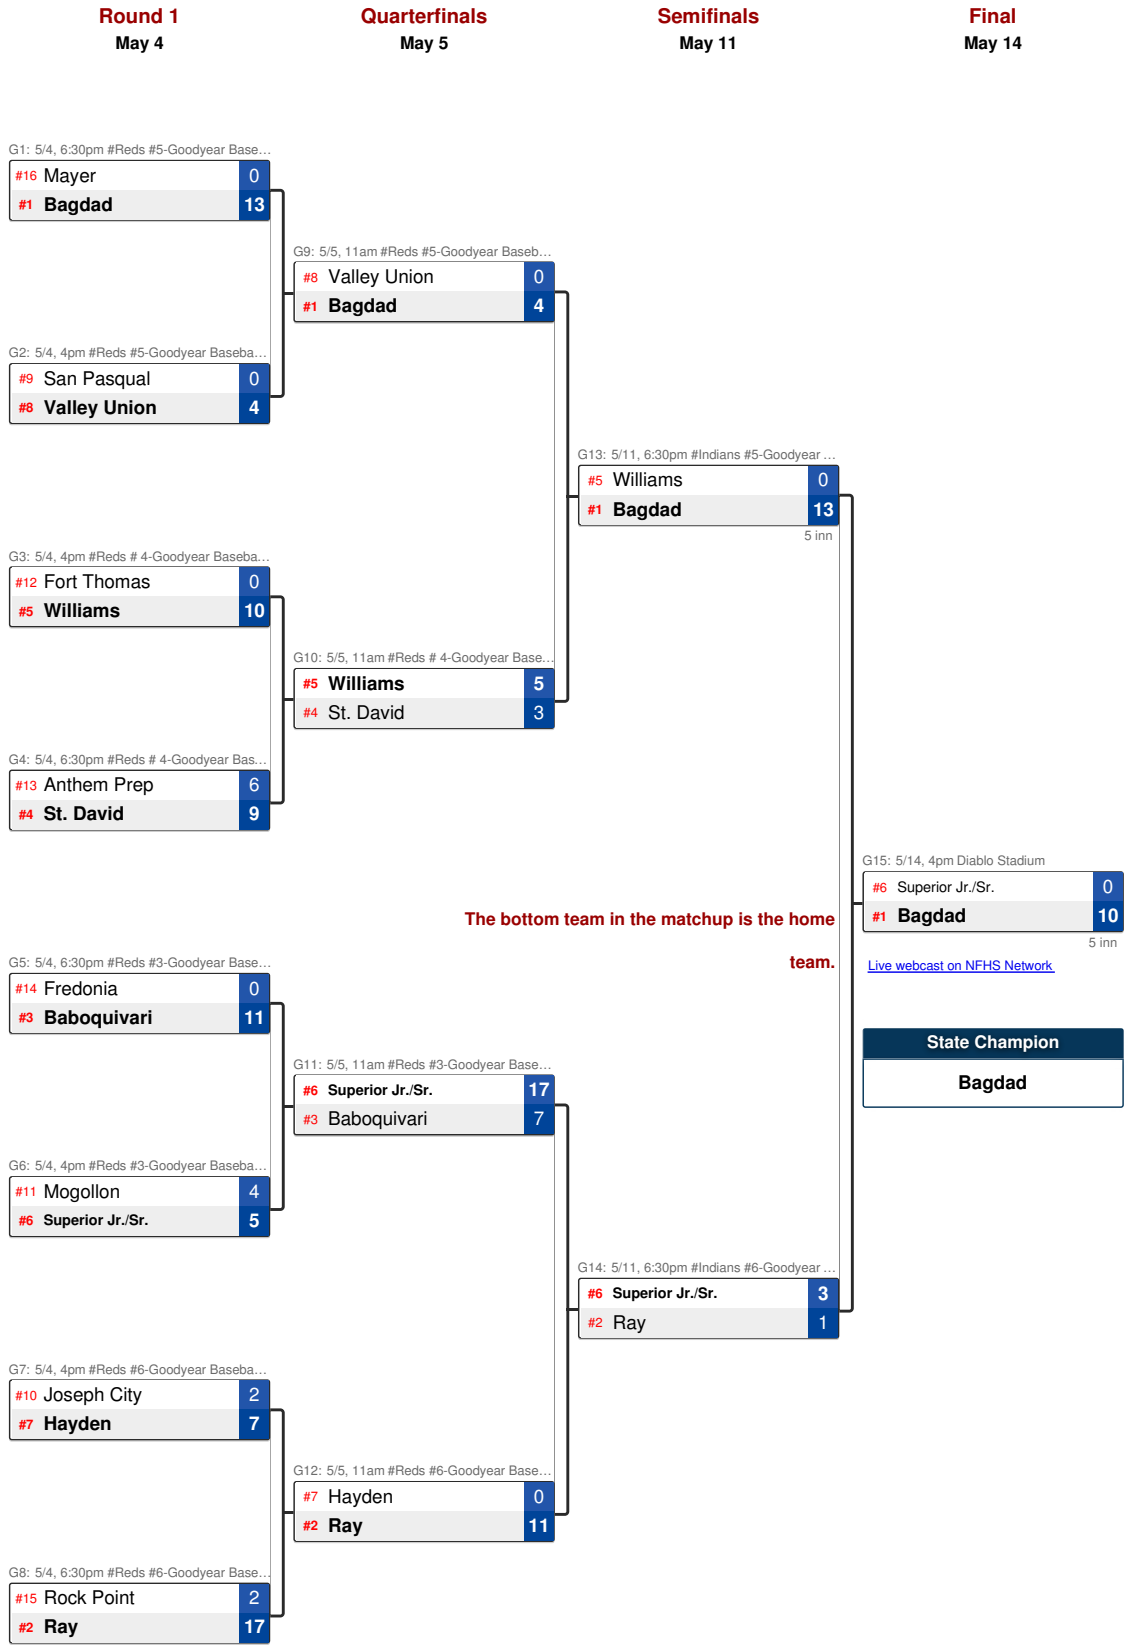 Round 1
May 4
Quarterfinals
May 5
Semifinals
May 11
Final
May 14
G1: 5/4, 6:30pm #Reds #5-Goodyear Base…
#16 Mayer 0
#1 Bagdad 13
G2: 5/4, 4pm #Reds #5-Goodyear Baseba…
#9 San Pasqual 0
#8 Valley Union 4
G3: 5/4, 4pm #Reds # 4-Goodyear Baseba…
#12 Fort Thomas 0
#5 Williams 10
G4: 5/4, 6:30pm #Reds # 4-Goodyear Bas…
#13 Anthem Prep 6
#4 St. David 9
G5: 5/4, 6:30pm #Reds #3-Goodyear Base…
#14 Fredonia 0
#3 Baboquivari 11
G6: 5/4, 4pm #Reds #3-Goodyear Baseba…
#11 Mogollon 4
#6 Superior Jr./Sr. 5
G7: 5/4, 4pm #Reds #6-Goodyear Baseba…
#10 Joseph City 2
#7 Hayden 7
G8: 5/4, 6:30pm #Reds #6-Goodyear Base…
#15 Rock Point 2
#2 Ray 17
G9: 5/5, 11am #Reds #5-Goodyear Baseb…
#8 Valley Union 0
#1 Bagdad 4
G10: 5/5, 11am #Reds # 4-Goodyear Base…
#5 Williams 5
#4 St. David 3
G11: 5/5, 11am #Reds #3-Goodyear Base…
#6 Superior Jr./Sr. 17
#3 Baboquivari 7
G12: 5/5, 11am #Reds #6-Goodyear Base…
#7 Hayden 0
#2 Ray 11
G13: 5/11, 6:30pm #Indians #5-Goodyear …
#5 Williams 0
#1 Bagdad 13
5 inn
The bottom team in the matchup is the home
team.
G14: 5/11, 6:30pm #Indians #6-Goodyear …
#6 Superior Jr./Sr. 3
#2 Ray 1
G15: 5/14, 4pm Diablo Stadium
#6 Superior Jr./Sr. 0
#1 Bagdad 10
5 inn
Live webcast on NFHS Network
State Champion
Bagdad